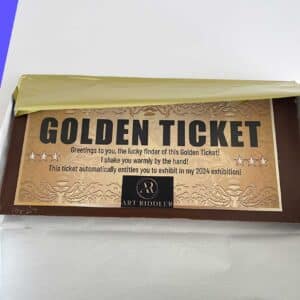 GOLDEN TICKET
Greetings to you, the lucky finder of this Golden Ticket!
I shake you warmly by the hand!
This ticket automatically entitles you to exhibit in my 2024 exhibition!
AR
ART RIDDLER